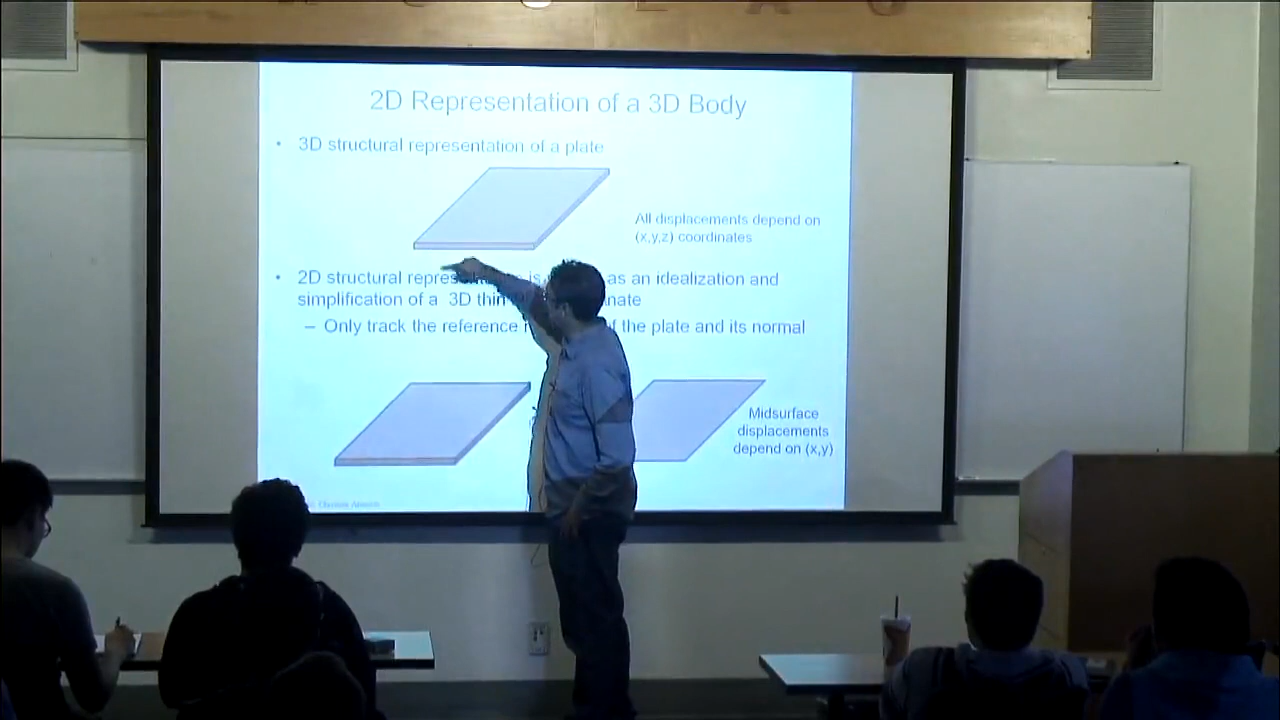 2D Representation of a 3D Body
• 3D structural representation of a plate
All displacements depend on
(x,y,z) coordinates
• 2D structural is as an idealization and
simplification of a 3D thin
– Only track the reference of the plate and its normal
Midsurface
displacements
depend on (x,y)